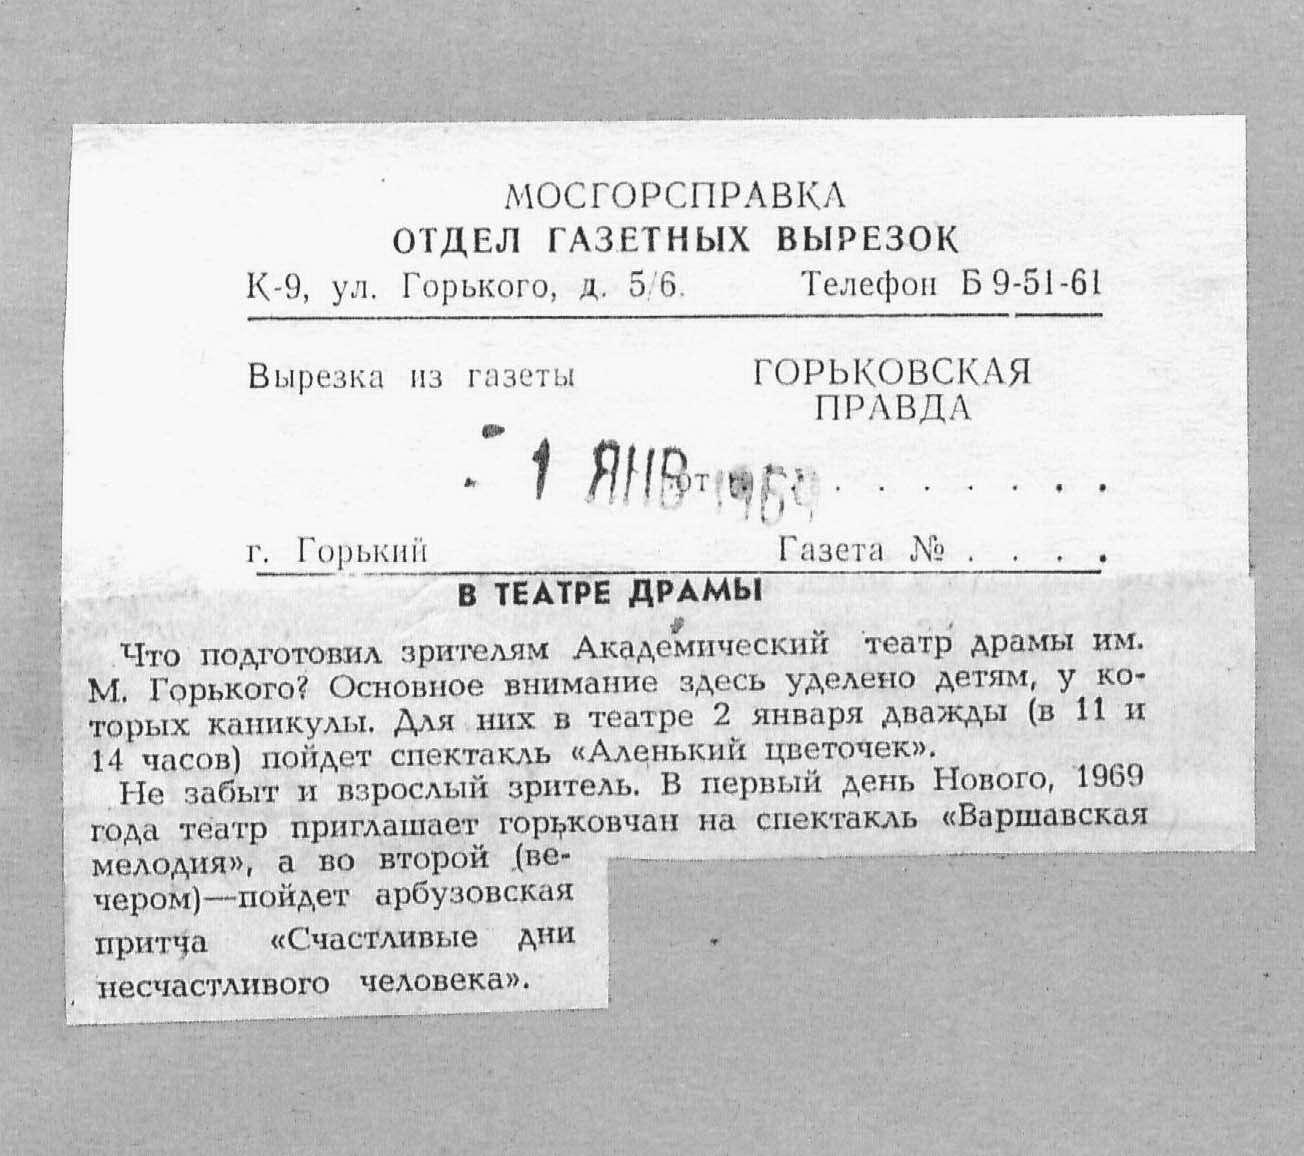 МОСГОРСПРАВКА
ОТДЕЛ ГАЗЕТНЫХ ВЫРЕЗОК
К-9, ул. Горького, д. 5/6. Телефон Б 9-51-61
Вырезка из газеты ГОРЬКОВСКАЯ
ПРАВДА
- 1 ЯНВ 1969 от . . . . . . . .
г. Горький Газета № . . . .
В ТЕАТРЕ ДРАМЫ
Что подготовил зрителям Академический театр драмы им.
М. Горького? Основное внимание здесь уделено детям, у ко-
торых каникулы. Для них в театре 2 января дважды (в 11 и
14 часов) пойдет спектакль «Аленький цветочек».
Не забыт и взрослый зритель. В первый день Нового, 1969
года театр приглашает горьковчан на спектакль «Варшавская
мелодия», а во второй (ве-
чером)—пойдет арбузовская
притча «Счастливые дни
несчастливого человека».